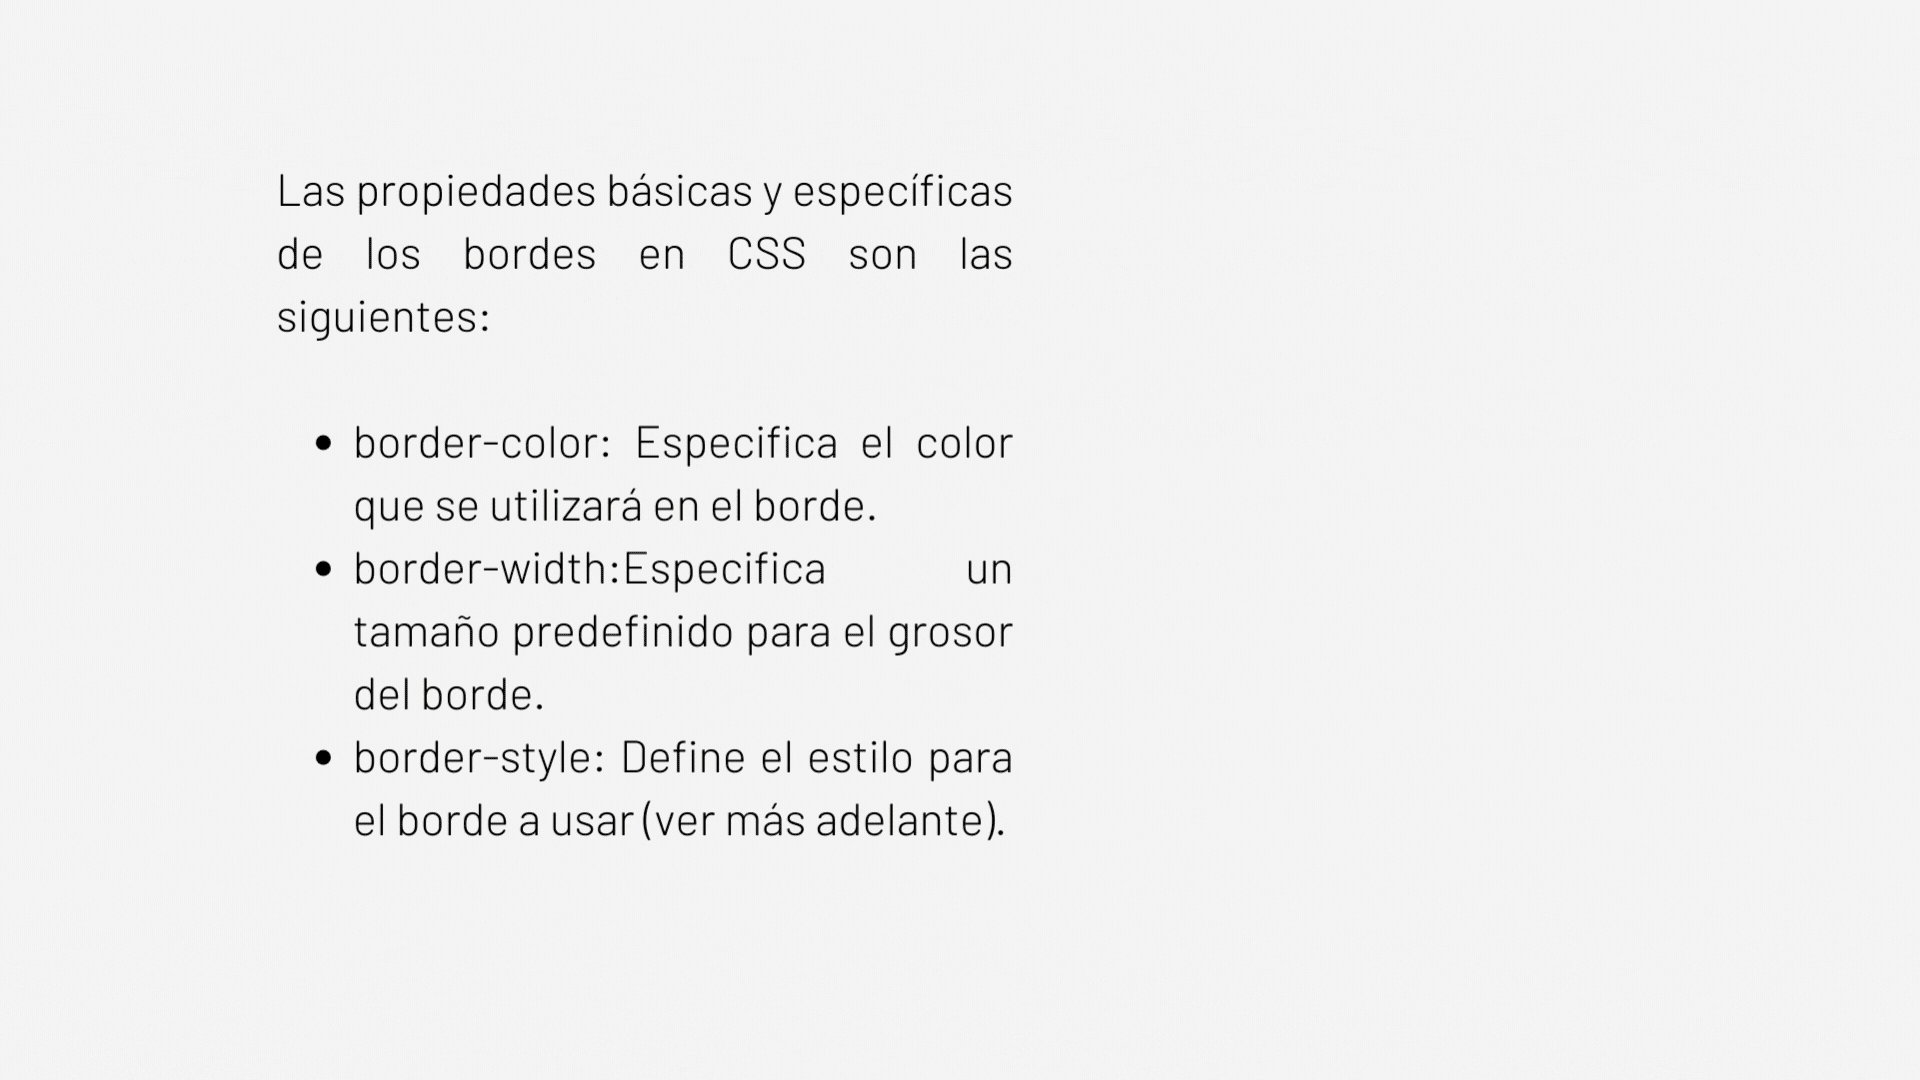 Las propiedades básicas y específicas
de los bordes en CSS son las
siguientes:
• border-color: Especifica el color
que se utilizará en el borde.
• border-width:Especifica un
tamaño predefinido para el grosor
del borde.
• border-style: Define el estilo para
el borde a usar (ver más adelante).